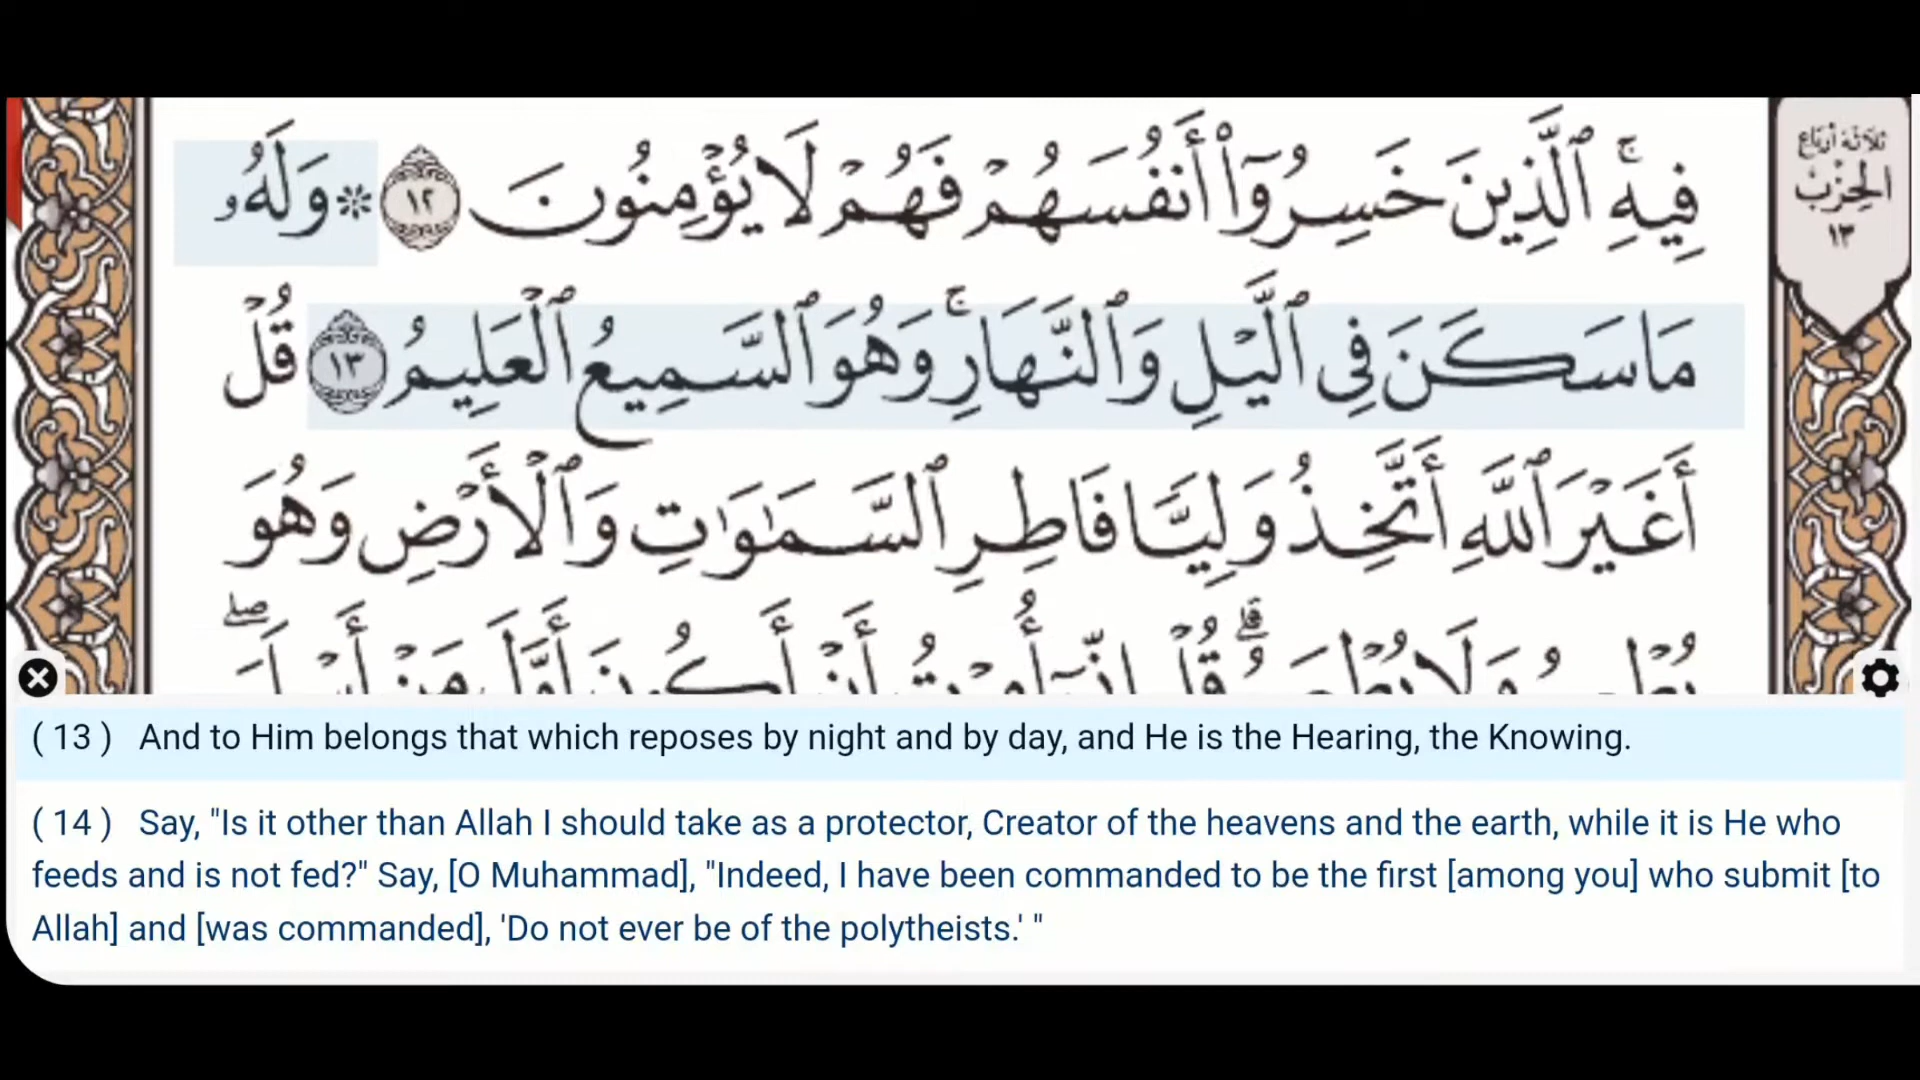 فِيهِۚ ٱلَّذِينَ خَسِرُوٓاْ أَنفُسَهُمۡ فَهُمۡ لَا يُؤۡمِنُونَ ١٢ ۞ وَلَهُۥ
ثلاثة أرباع
الحزب
١٣
مَا سَكَنَ فِي ٱلَّيۡلِ وَٱلنَّهَارِۚ وَهُوَ ٱلسَّمِيعُ ٱلۡعَلِيمُ ١٣ قُلۡ
أَغَيۡرَ ٱللَّهِ أَتَّخِذُ وَلِيّٗا فَاطِرِ ٱلسَّمَٰوَٰتِ وَٱلۡأَرۡضِ وَهُوَ
يُطۡعِمُ وَلَا يُطۡعَمُۗ قُلۡ إِنِّيٓ أُمِرۡتُ أَنۡ أَكُونَ أَوَّلَ مَنۡ أَسۡلَمَۖ
( 13 ) And to Him belongs that which reposes by night and by day, and He is the Hearing, the Knowing.
( 14 ) Say, "Is it other than Allah I should take as a protector, Creator of the heavens and the earth, while it is He who
feeds and is not fed?" Say, [O Muhammad], "Indeed, I have been commanded to be the first [among you] who submit [to
Allah] and [was commanded], 'Do not ever be of the polytheists.' "